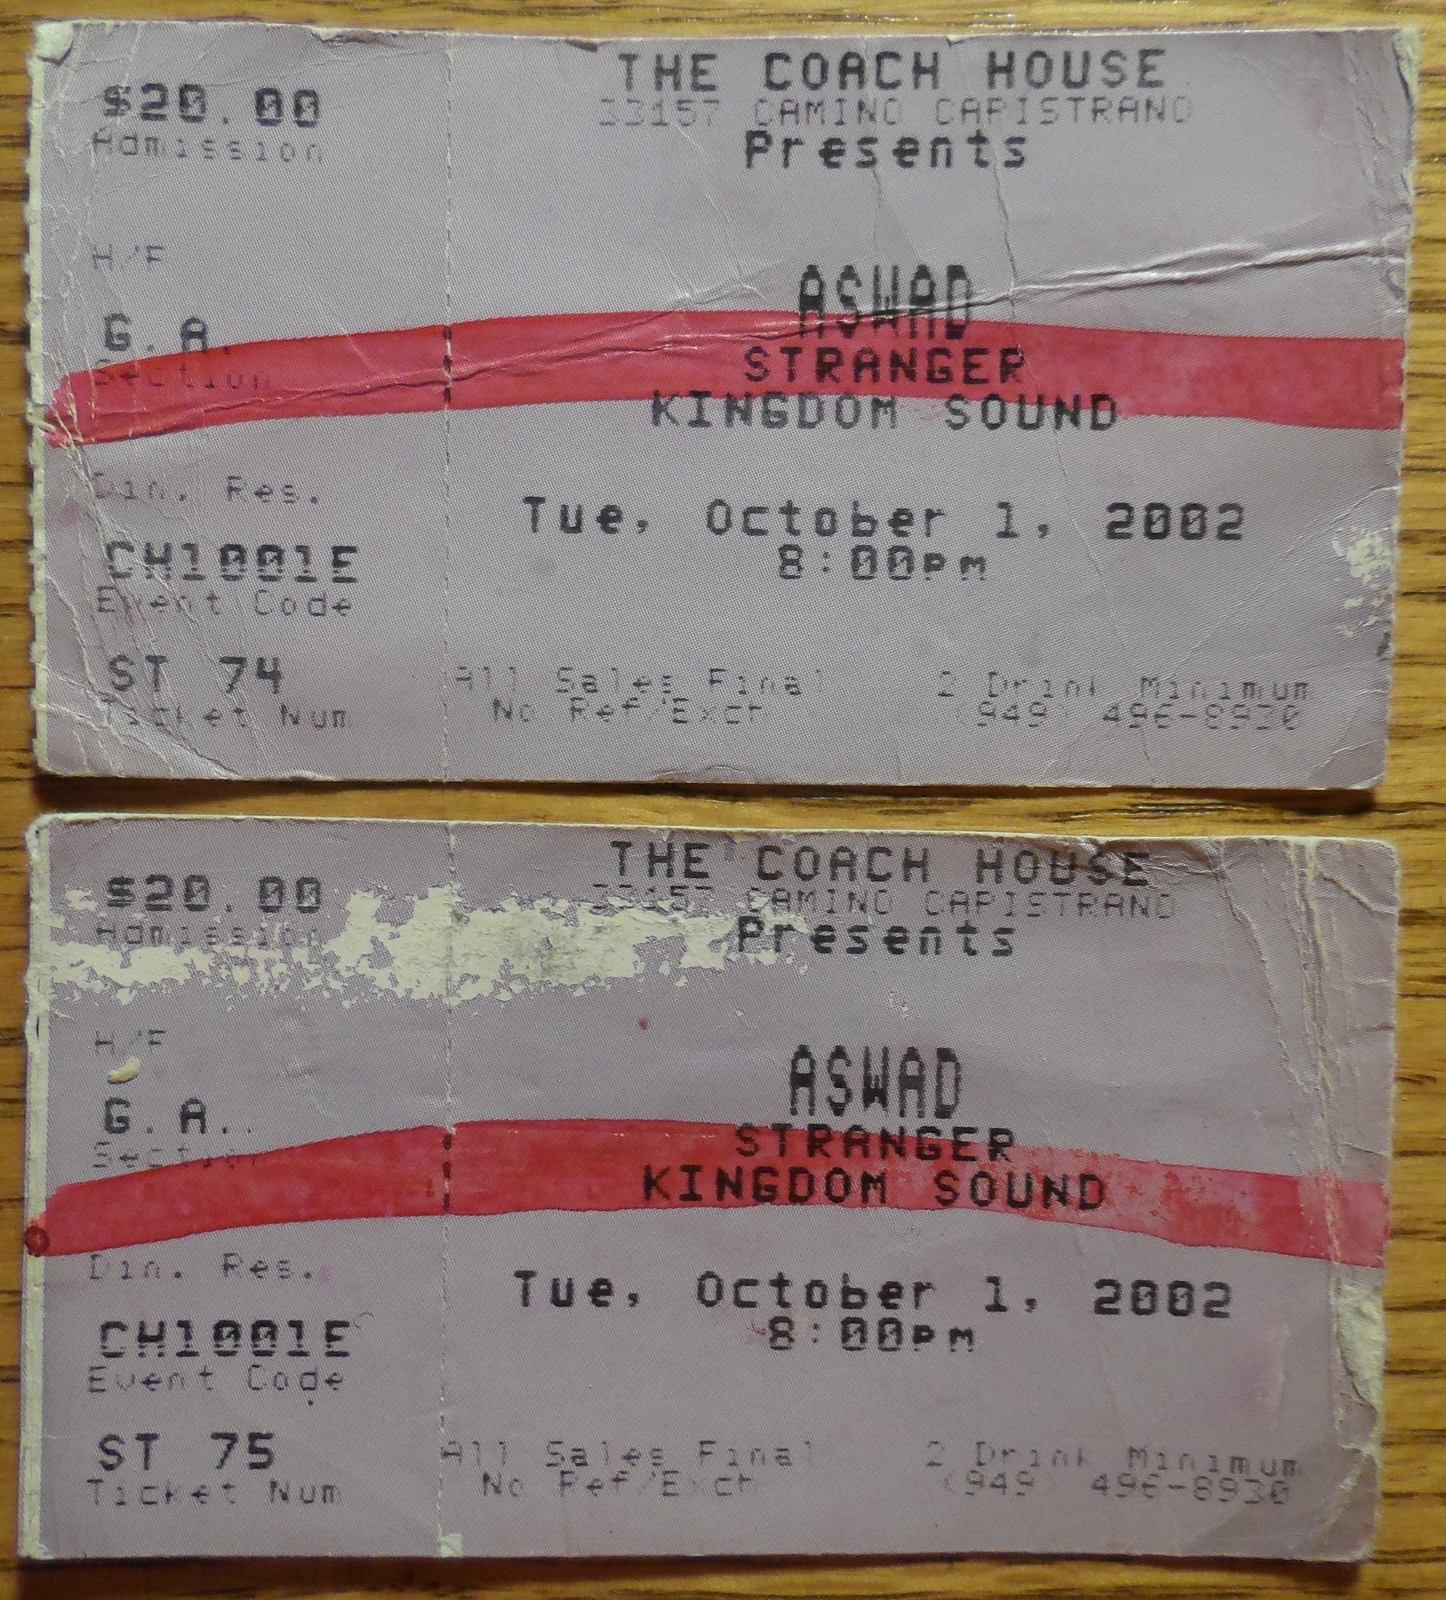 THE COACH HOUSE
33157 CAMINO CAPISTRANO
Presents
$20.00
Admission
H/F
G.A.
Section
ASWAD
STRANGER
KINGDOM SOUND
Din. Res.
Tue, October 1, 2002
8:00PM
CH1001E
Event Code
ST 74
Ticket Num
All Sales Final
No Ref/Exch
2 Drink Minimum
(949) 496-8930
THE COACH HOUSE
33157 CAMINO CAPISTRANO
Presents
$20.00
Admission
H/F
G.A.
Section
ASWAD
STRANGER
KINGDOM SOUND
Din. Res.
Tue, October 1, 2002
8:00PM
CH1001E
Event Code
ST 75
Ticket Num
All Sales Final
No Ref/Exch
2 Drink Minimum
(949) 496-8930